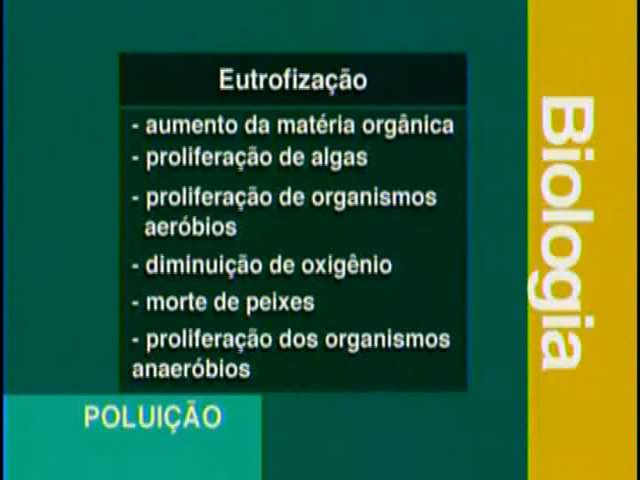 Eutrofização
- aumento da matéria orgânica
- proliferação de algas
- proliferação de organismos
aeróbios
- diminuição de oxigênio
- morte de peixes
- proliferação dos organismos
anaeróbios
POLUIÇÃO
Biologia